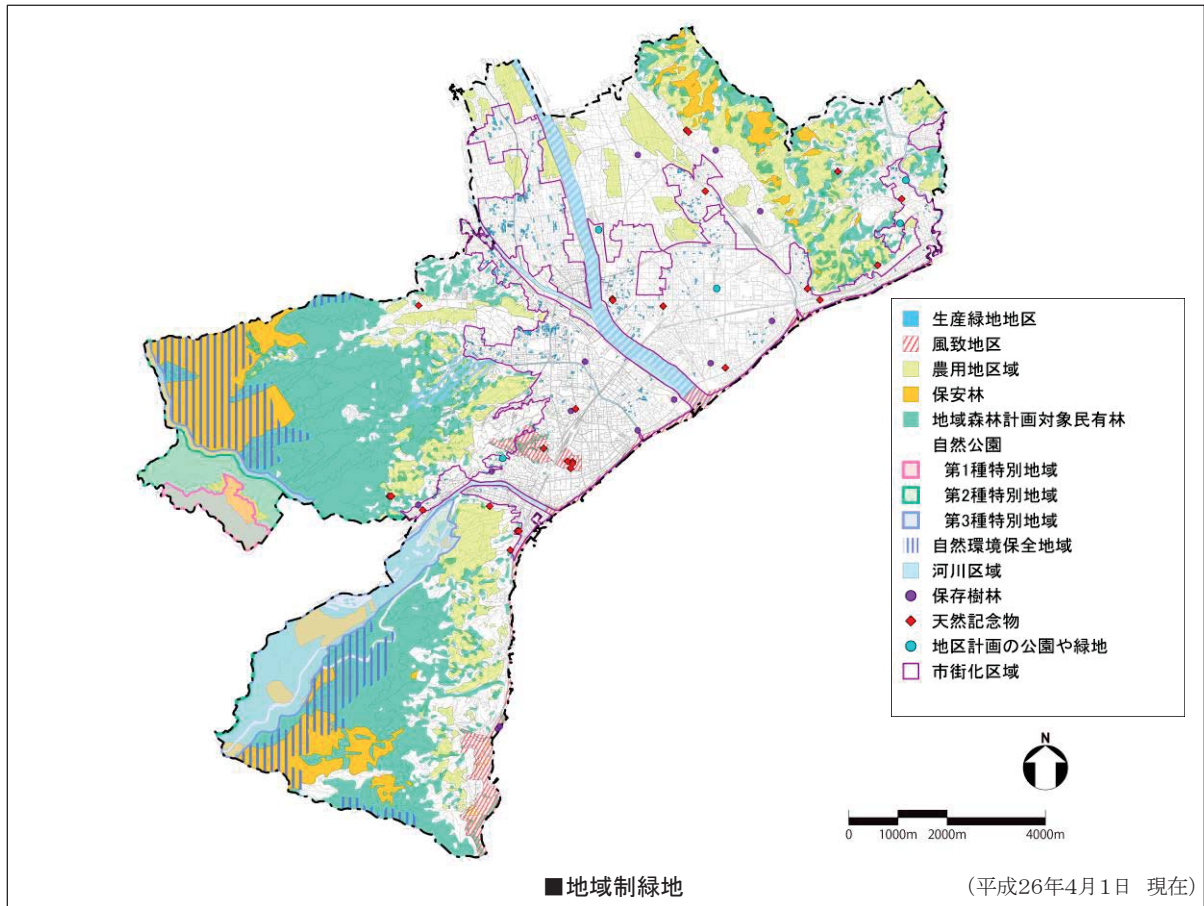 生産緑地地区
風致地区
農用地区域
保安林
地域森林計画対象民有林
自然公園
第1種特別地域
第2種特別地域
第3種特別地域
自然環境保全地域
河川区域
保存樹林
天然記念物
地区計画の公園や緑地
市街化区域
N
0 1000m 2000m 4000m
■地域制緑地
(平成26年4月1日 現在)